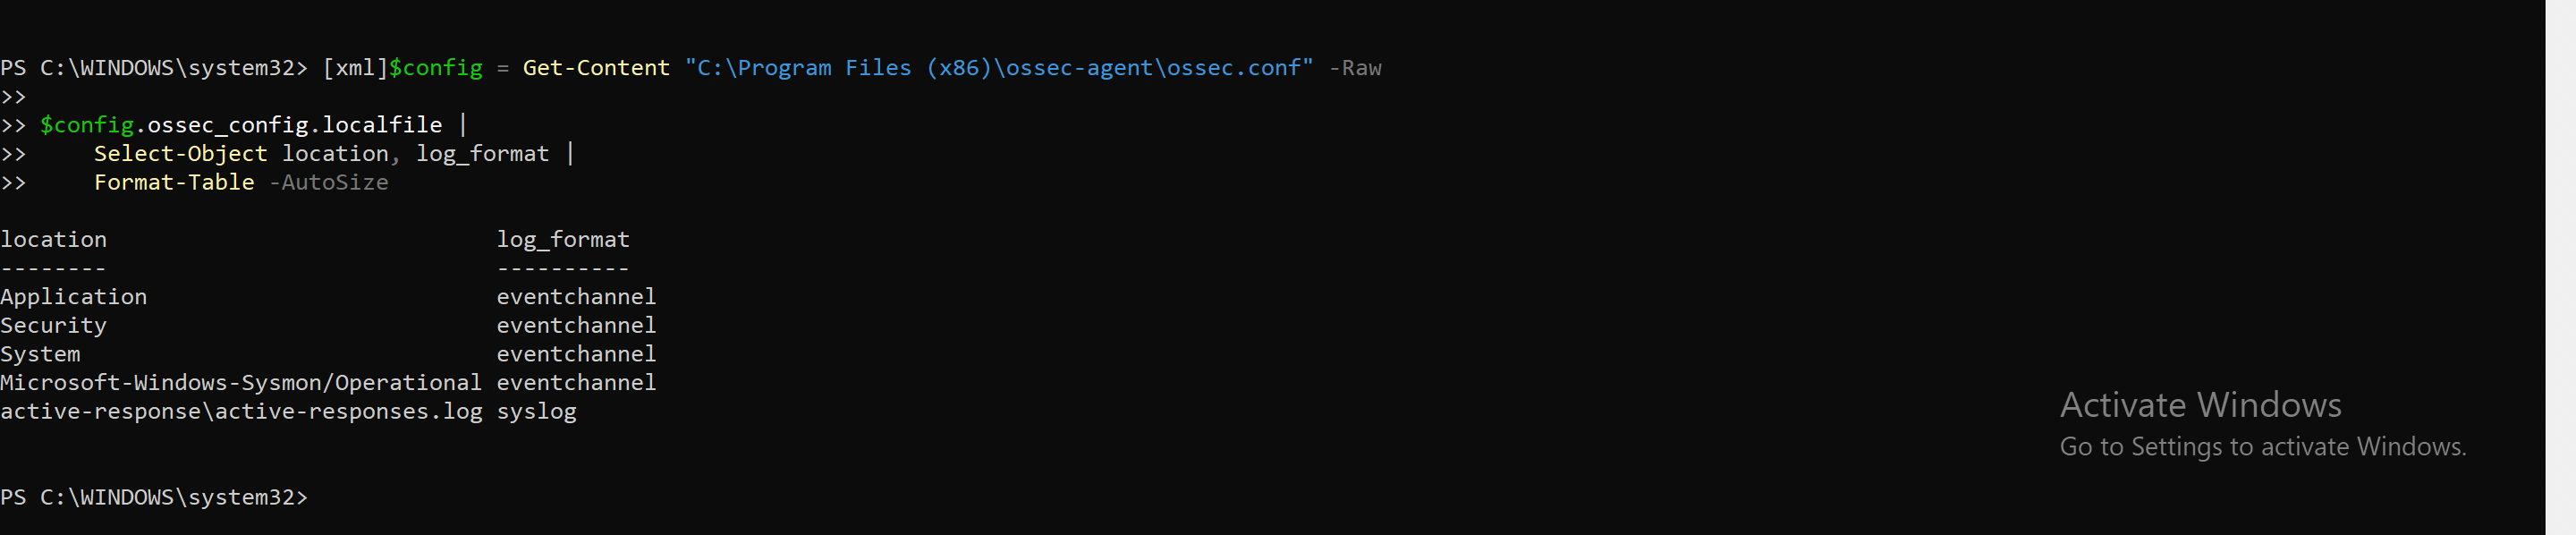 PS C:\WINDOWS\system32> [xml]$config = Get-Content "C:\Program Files (x86)\ossec-agent\ossec.conf" -Raw
>>
>> $config.ossec_config.localfile |
>>     Select-Object location, log_format |
>>     Format-Table -AutoSize

location                             log_format
--------                             ----------
Application                          eventchannel
Security                             eventchannel
System                               eventchannel
Microsoft-Windows-Sysmon/Operational eventchannel
active-response\active-responses.log syslog

PS C:\WINDOWS\system32>
Activate Windows
Go to Settings to activate Windows.